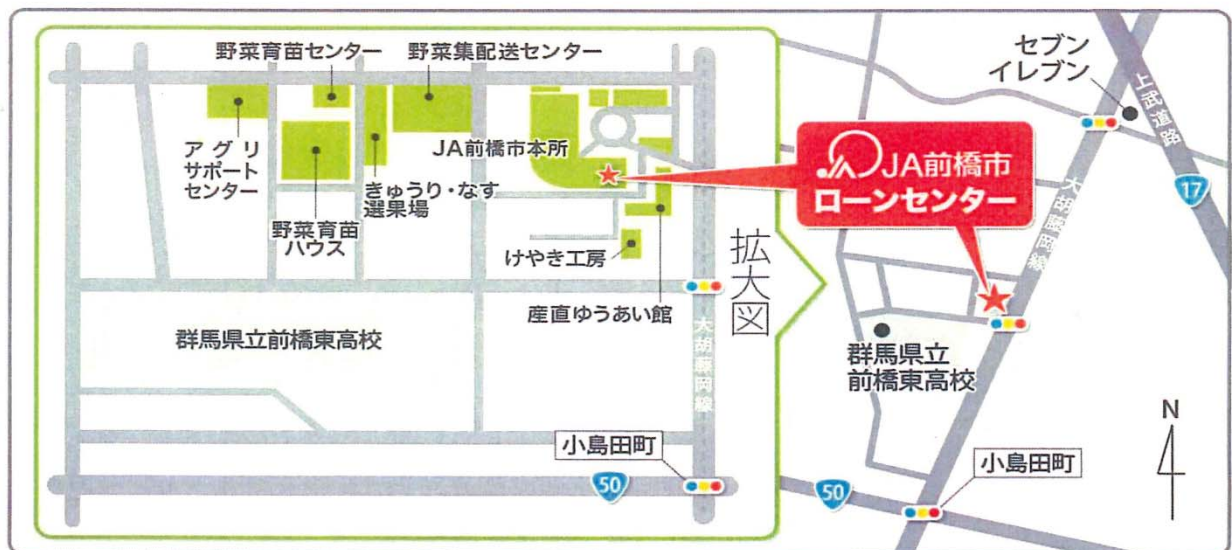 野菜育苗センター
野菜集配送センター
アグリ
サポート
センター
野菜育苗
ハウス
きゅうり・なす
選果場
JA前橋市本所
けやき工房
産直ゆうあい館
群馬県立前橋東高校
大胡藤岡線
小島田町
50
拡大図
JA前橋市
ローンセンター
セブン
イレブン
上武道路
17
大胡藤岡線
群馬県立
前橋東高校
小島田町
50
N